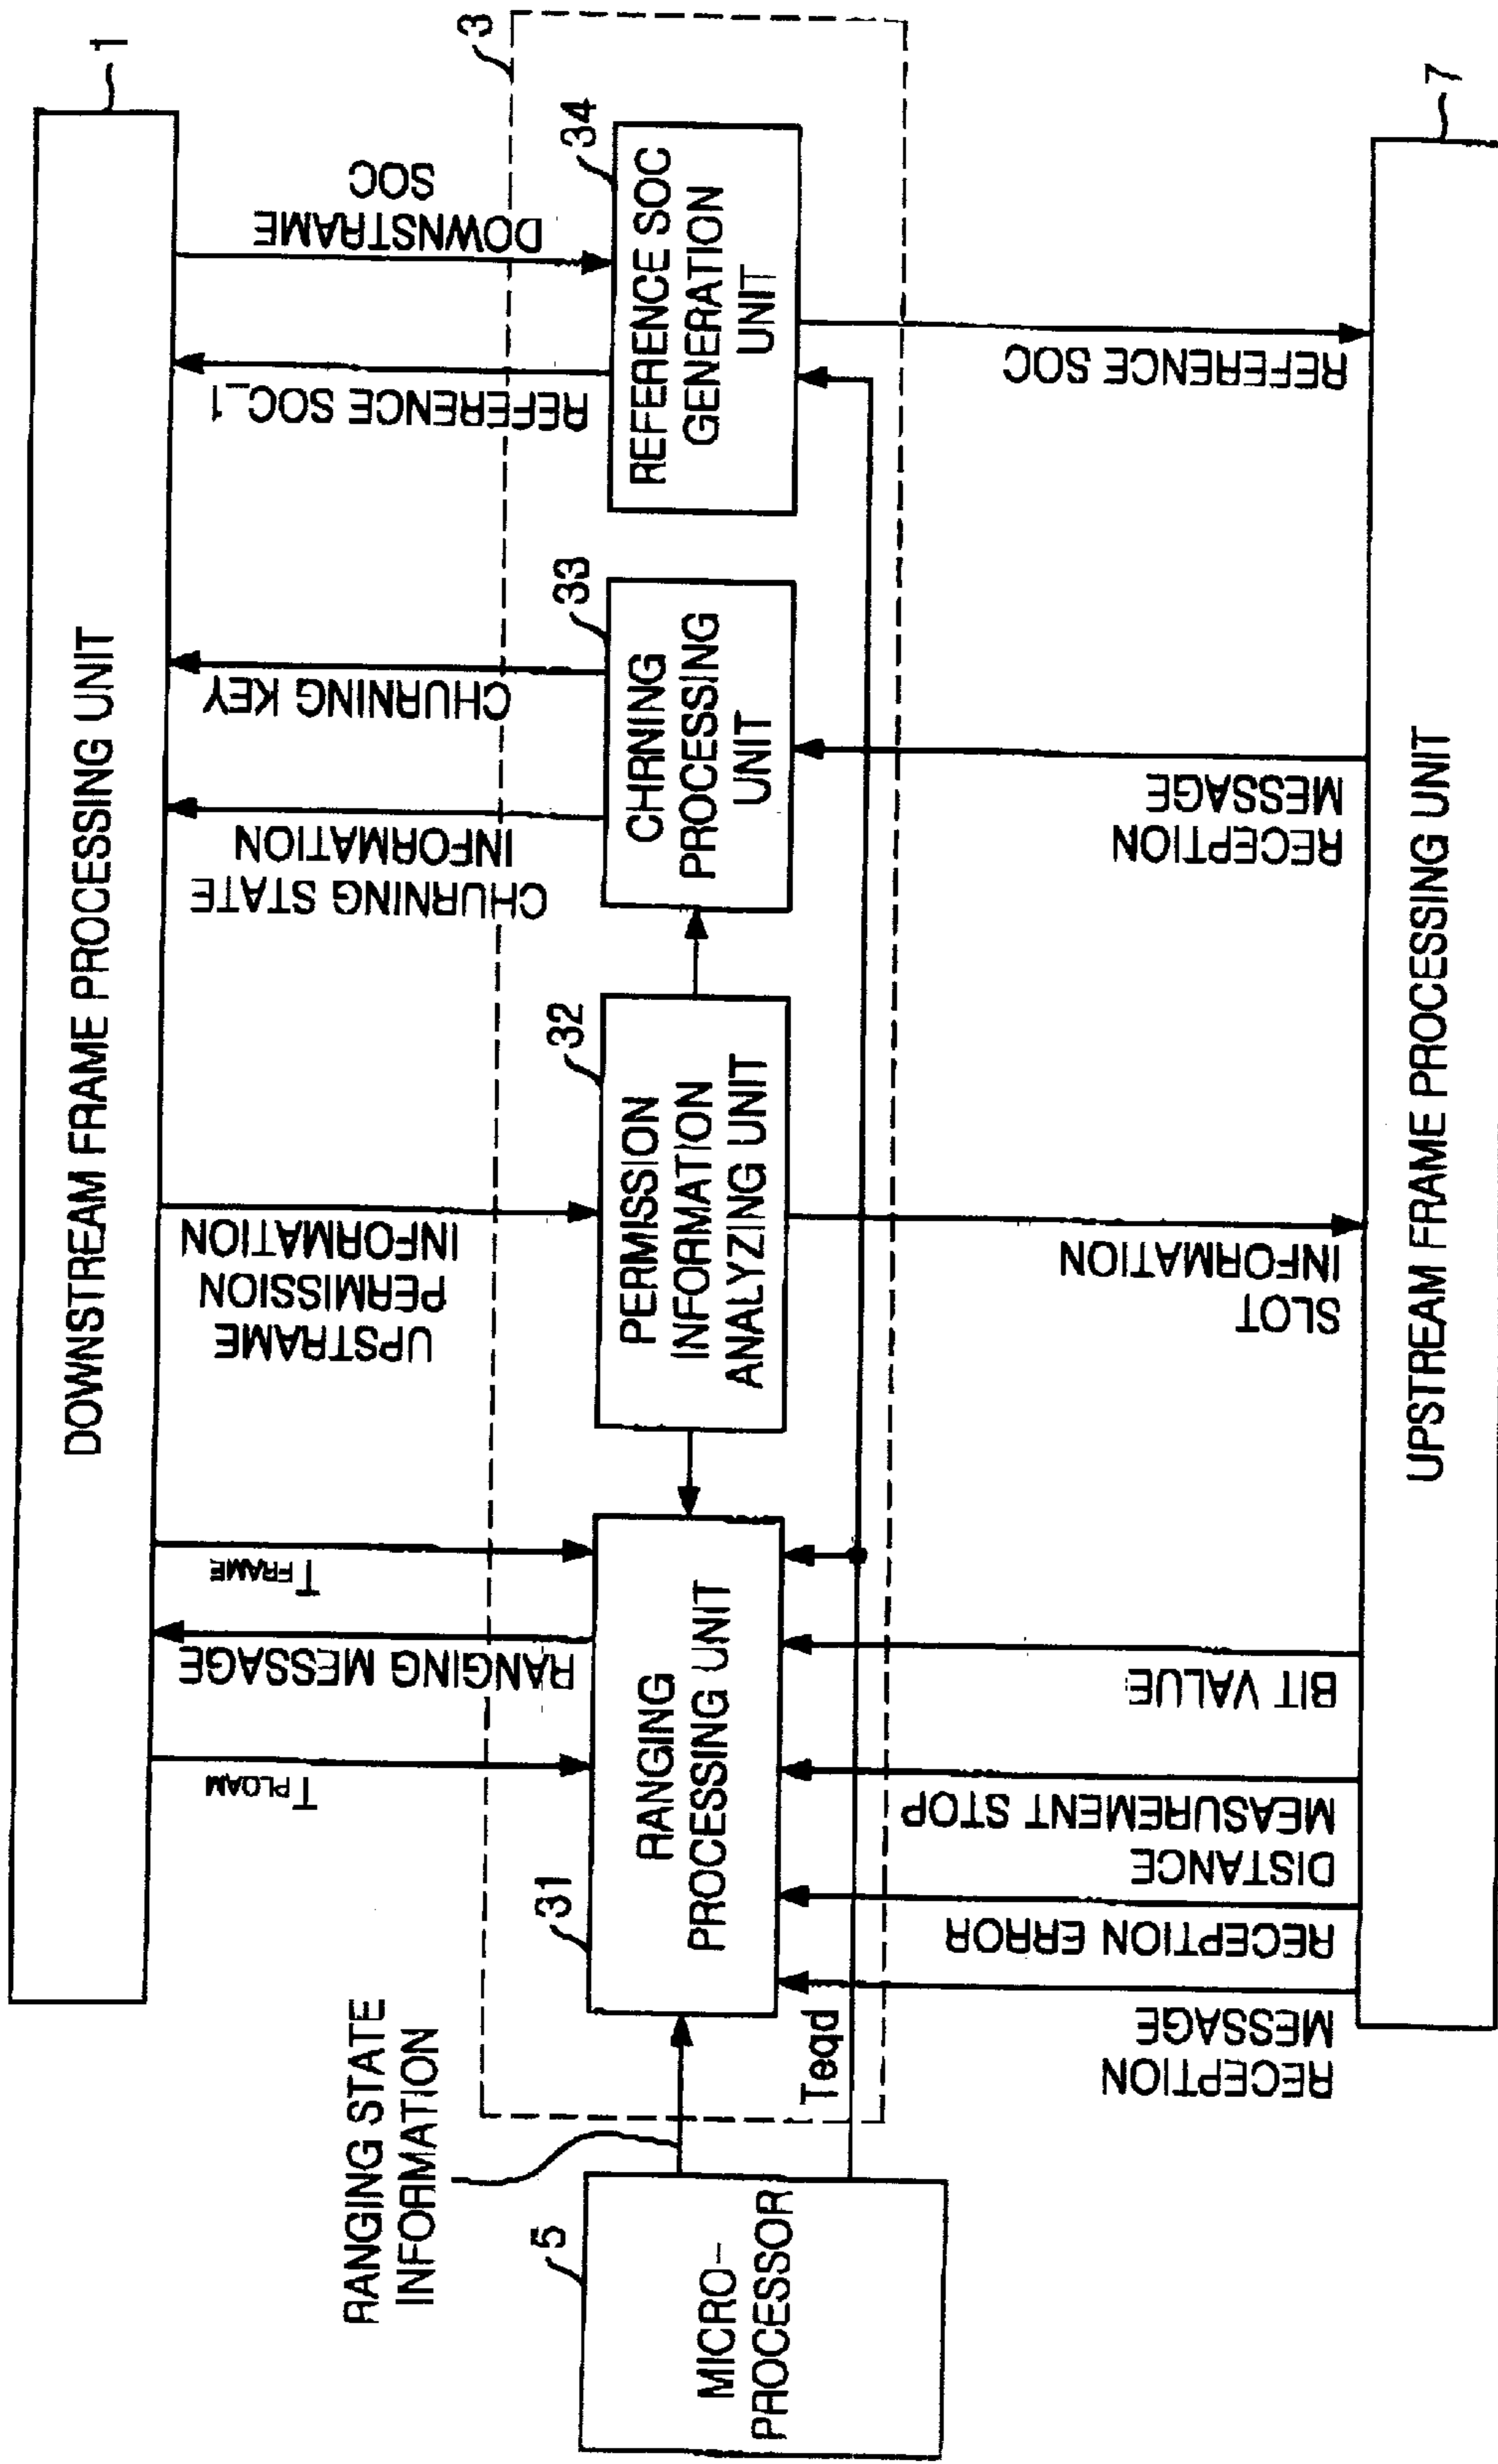 DOWNSTREAM FRAME PROCESSING UNIT
1
T PLOAM
RANGING MESSAGE
T FRAME
UPSTRAME
PERMISSION
INFORMATION
CHURNING STATE
INFORMATION
CHURNING KEY
REFERENCE SOC_1
DOWNSTRAME
SOC
3
RANGING STATE
INFORMATION
5
MICRO-
PROCESSOR
31
RANGING
PROCESSING UNIT
32
PERMISSION
INFORMATION
ANALYZING UNIT
33
CHRNING
PROCESSING
UNIT
34
REFERENCE SOC
GENERATION
UNIT
Teqd
RECEPTION
MESSAGE
RECEPTION ERROR
DISTANCE
MEASUREMENT STOP
BIT VALUE
SLOT
INFORMATION
RECEPTION
MESSAGE
REFERENCE SOC
UPSTREAM FRAME PROCESSING UNIT
7